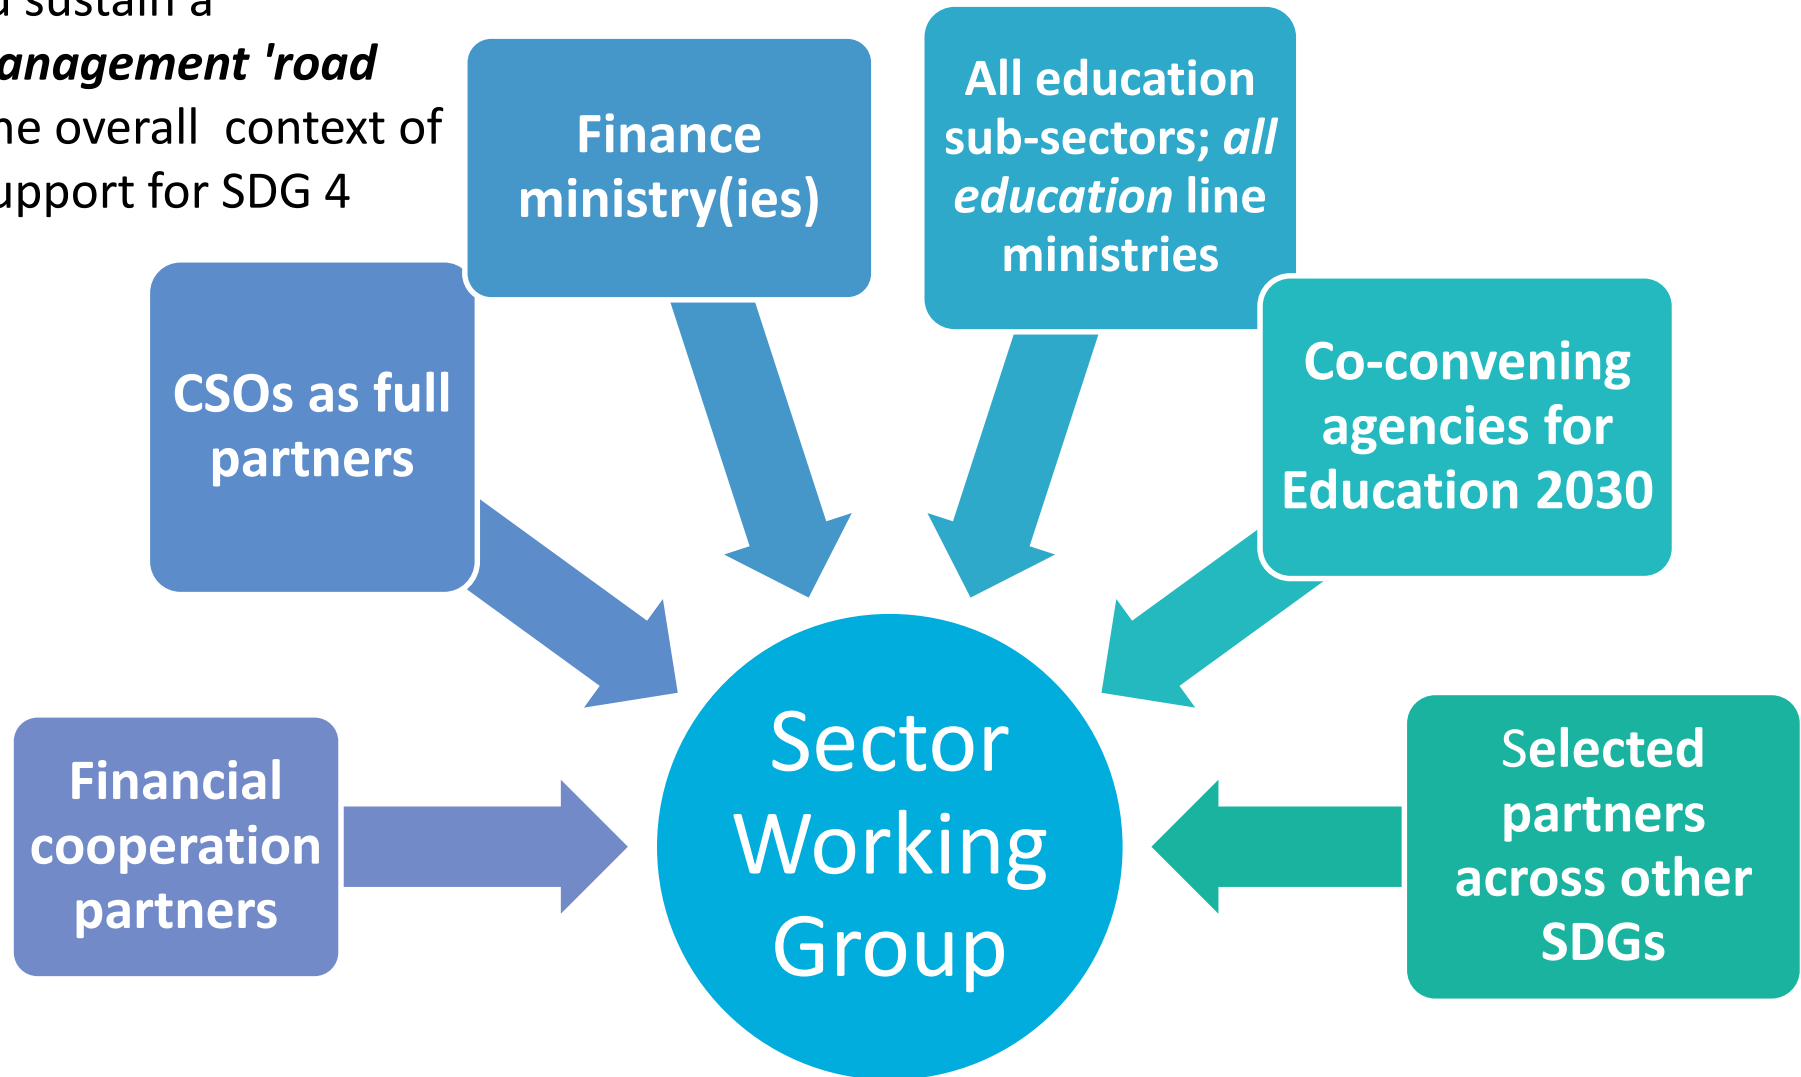 sustain a
anagement 'road
he overall context of
upport for SDG 4
Finance
ministry(ies)
All education
sub-sectors; all
education line
ministries
CSOs as full
partners
Co-convening
agencies for
Education 2030
Financial
cooperation
partners
Sector
Working
Group
Selected
partners
across other
SDGs